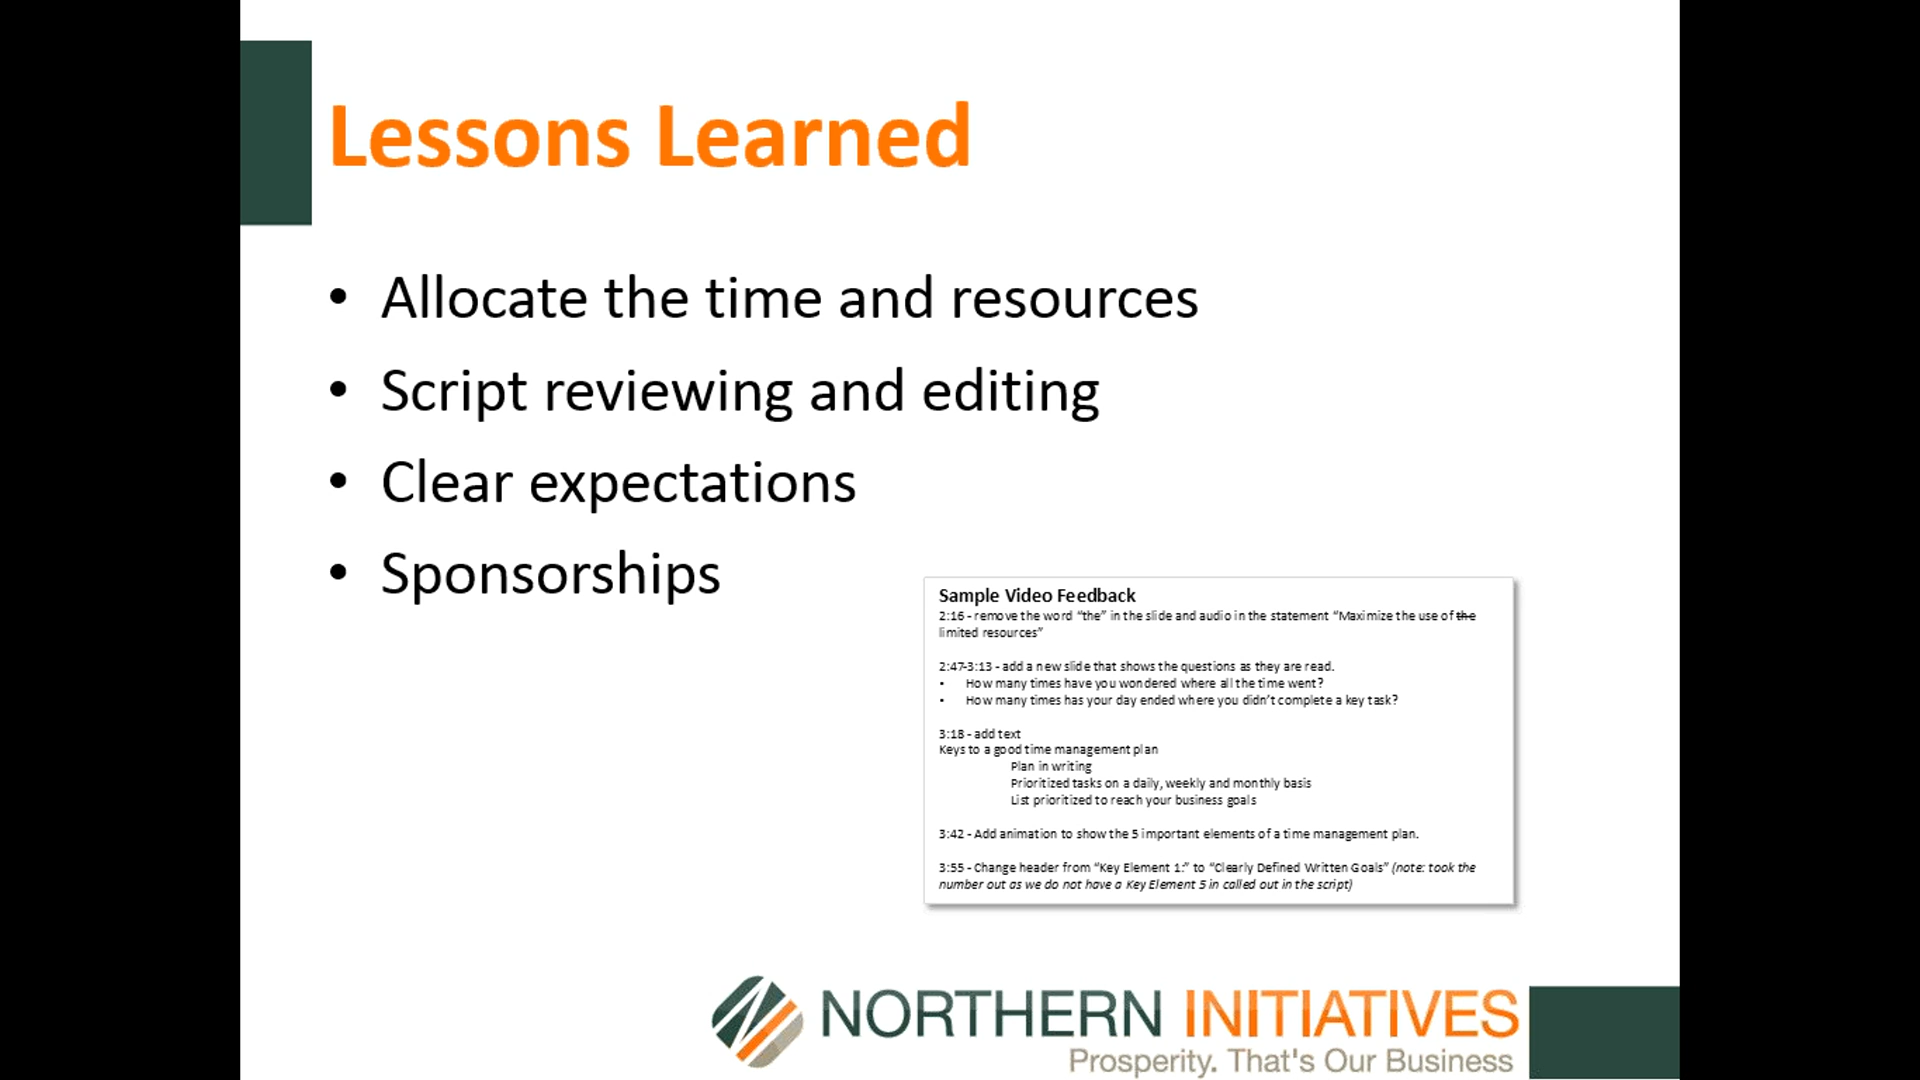 Lessons Learned
• Allocate the time and resources
• Script reviewing and editing
• Clear expectations
• Sponsorships
Sample Video Feedback
2:16 - remove the word “the” in the slide and audio in the statement “Maximize the use of the
limited resources”
2:47-3:13 - add a new slide that shows the questions as they are read.
• How many times have you wondered where all the time went?
• How many times has your day ended where you didn’t complete a key task?
3:18 - add text
Keys to a good time management plan
Plan in writing
Prioritized tasks on a daily, weekly and monthly basis
List prioritized to reach your business goals
3:42 - Add animation to show the 5 important elements of a time management plan.
3:55 - Change header from “Key Element 1:” to “Clearly Defined Written Goals” (note: took the
number out as we do not have a Key Element 5 in called out in the script)
NORTHERN INITIATIVES
Prosperity. That's Our Business